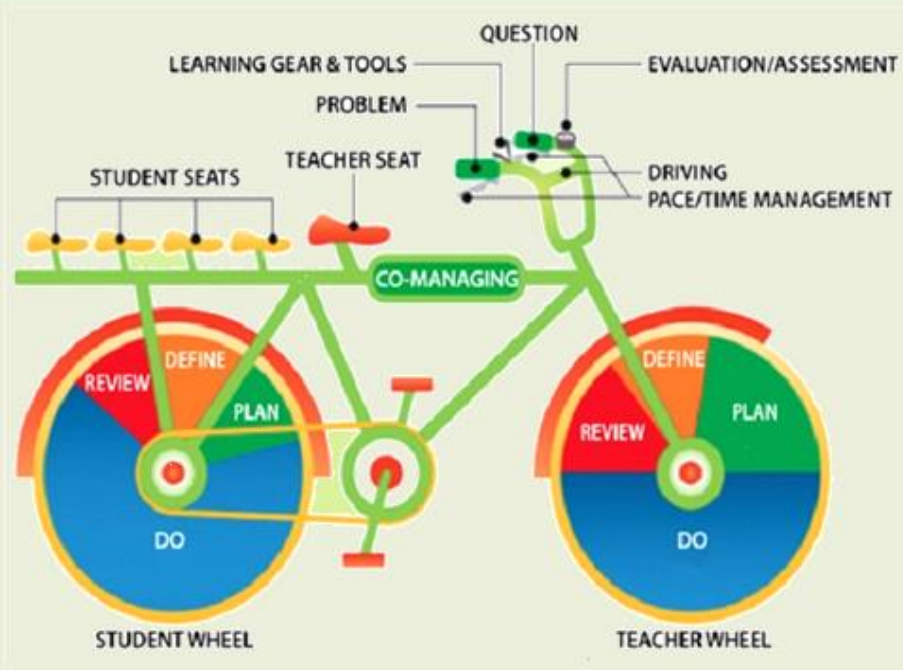 QUESTION
LEARNING GEAR & TOOLS
EVALUATION/ASSESSMENT
PROBLEM
TEACHER SEAT
STUDENT SEATS
DRIVING
PACE/TIME MANAGEMENT
CO-MANAGING
REVIEW
DEFINE
PLAN
DO
REVIEW
DEFINE
PLAN
DO
STUDENT WHEEL
TEACHER WHEEL